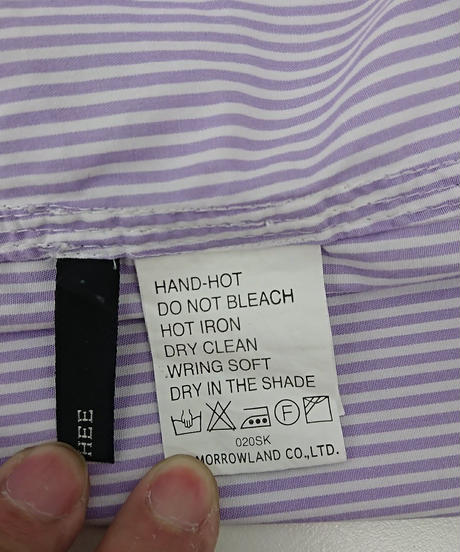 HAND-HOT
DO NOT BLEACH
HOT IRON
DRY CLEAN
WRING SOFT
DRY IN THE SHADE
F
020SK
MORROWLAND CO.,LTD.
HEE